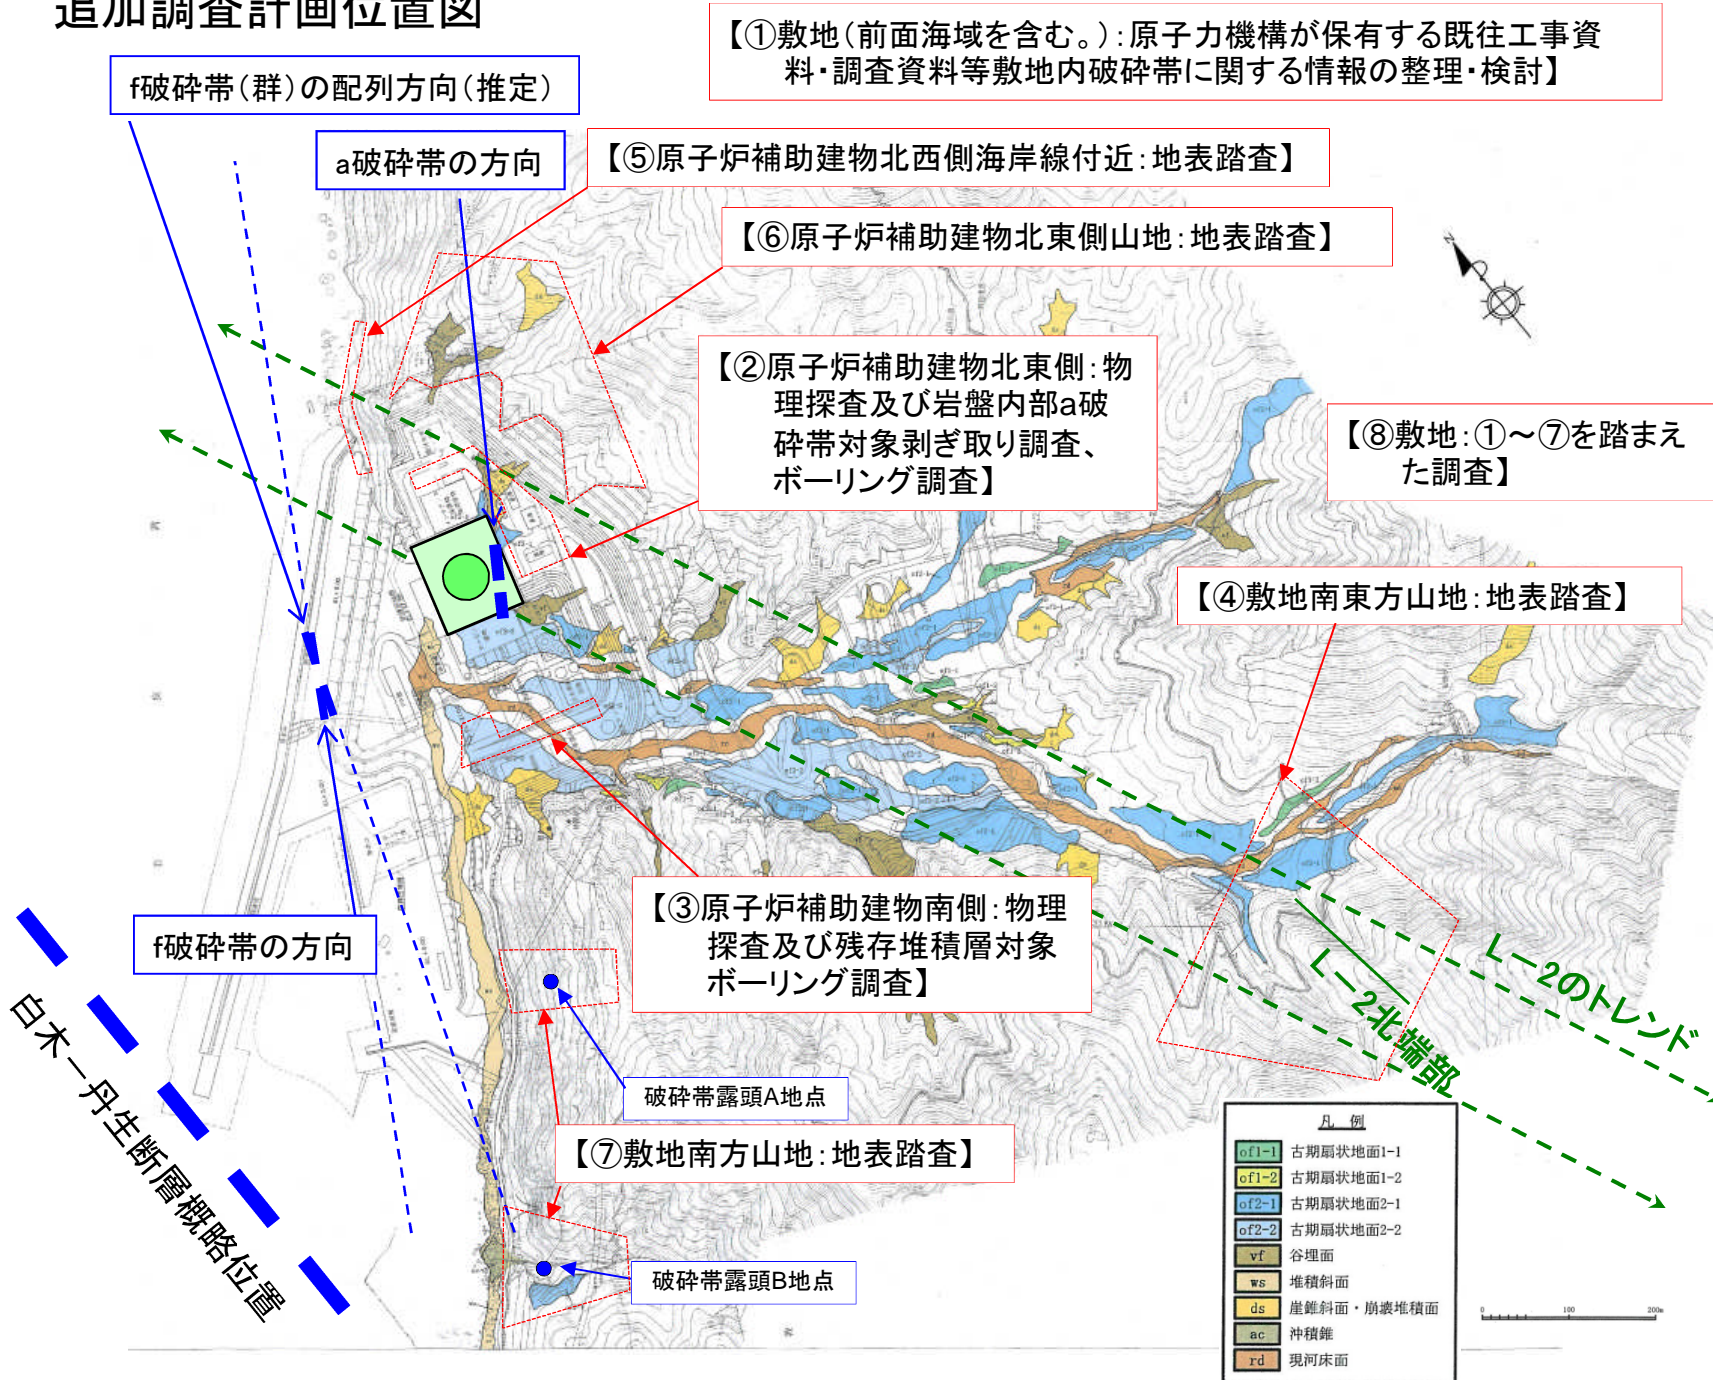 追加調査計画位置図
【①敷地(前面海域を含む。):原子力機構が保有する既往工事資
料・調査資料等敷地内破砕帯に関する情報の整理・検討】
f破砕帯(群)の配列方向(推定)
a破砕帯の方向
【⑤原子炉補助建物北西側海岸線付近:地表踏査】
【⑥原子炉補助建物北東側山地:地表踏査】
【②原子炉補助建物北東側:物
理探査及び岩盤内部a破
砕帯対象剥ぎ取り調査、
ボーリング調査】
【⑧敷地:①~⑦を踏まえ
た調査】
【④敷地南東方山地:地表踏査】
【③原子炉補助建物南側:物理
探査及び残存堆積層対象
ボーリング調査】
f破砕帯の方向
白木-丹生断層概略位置
L-2のトレンド
L-2北端部
破砕帯露頭A地点
【⑦敷地南方山地:地表踏査】
破砕帯露頭B地点
凡 例
of1-1 古期扇状地面1-1
of1-2 古期扇状地面1-2
of2-1 古期扇状地面2-1
of2-2 古期扇状地面2-2
vf 谷埋面
ws 堆積斜面
ds 崖錐斜面・崩壊堆積面
ac 沖積錐
rd 現河床面
0 100 200m